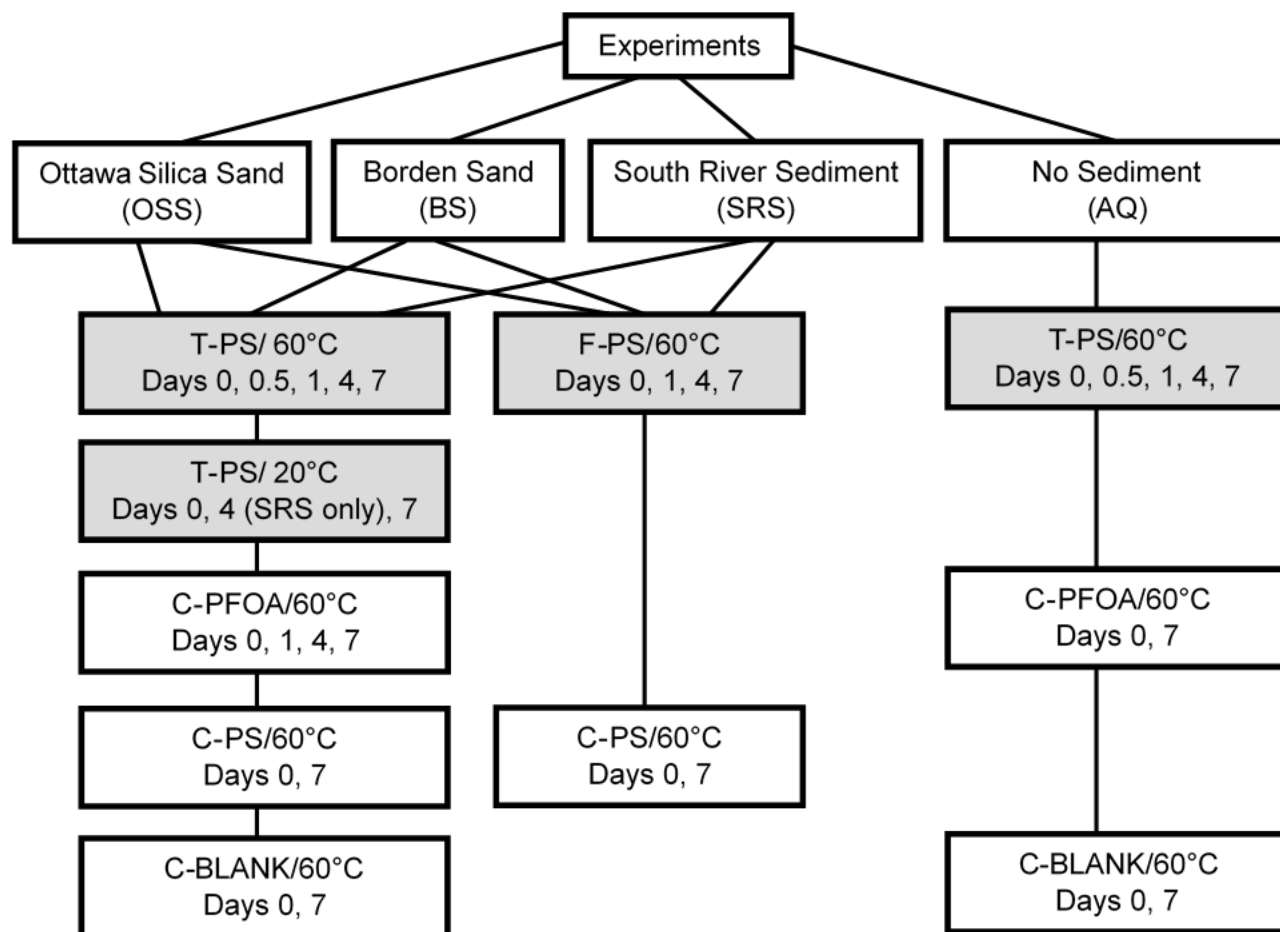 Experiments
Ottawa Silica Sand
(OSS)
Borden Sand
(BS)
South River Sediment
(SRS)
No Sediment
(AQ)
T-PS/ 60°C
Days 0, 0.5, 1, 4, 7
F-PS/60°C
Days 0, 1, 4, 7
T-PS/60°C
Days 0, 0.5, 1, 4, 7
T-PS/ 20°C
Days 0, 4 (SRS only), 7
C-PFOA/60°C
Days 0, 1, 4, 7
C-PFOA/60°C
Days 0, 7
C-PS/60°C
Days 0, 7
C-PS/60°C
Days 0, 7
C-BLANK/60°C
Days 0, 7
C-BLANK/60°C
Days 0, 7